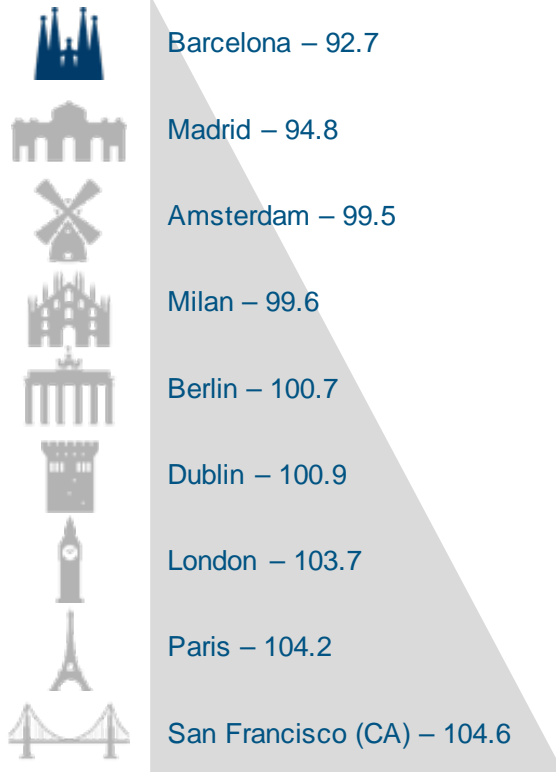 Barcelona – 92.7
Madrid – 94.8
Amsterdam – 99.5
Milan – 99.6
Berlin – 100.7
Dublin – 100.9
London – 103.7
Paris – 104.2
San Francisco (CA) – 104.6